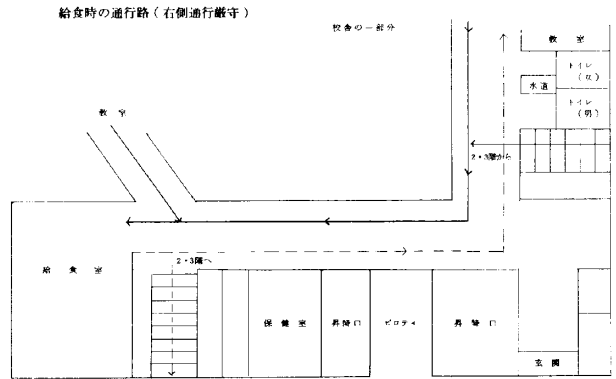 給食時の通行路(右側通行厳守)
校舎の一部分
教室
トイレ
(女)
水道
トイレ
(男)
教室
2・3階から
2・3階へ
給食室
保健室
昇降口
ピロティ
昇降口
玄関